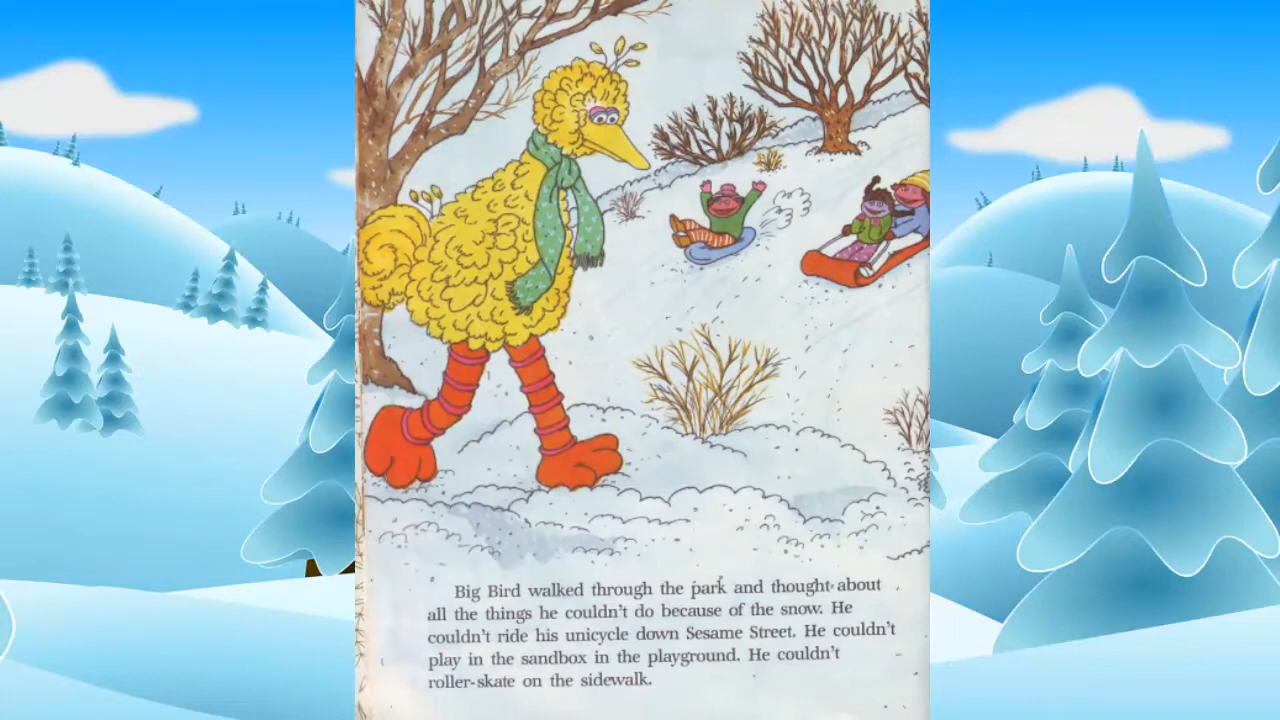 Big Bird walked through the park and thought about
all the things he couldn't do because of the snow. He
couldn't ride his unicycle down Sesame Street. He couldn't
play in the sandbox in the playground. He couldn't
roller-skate on the sidewalk.